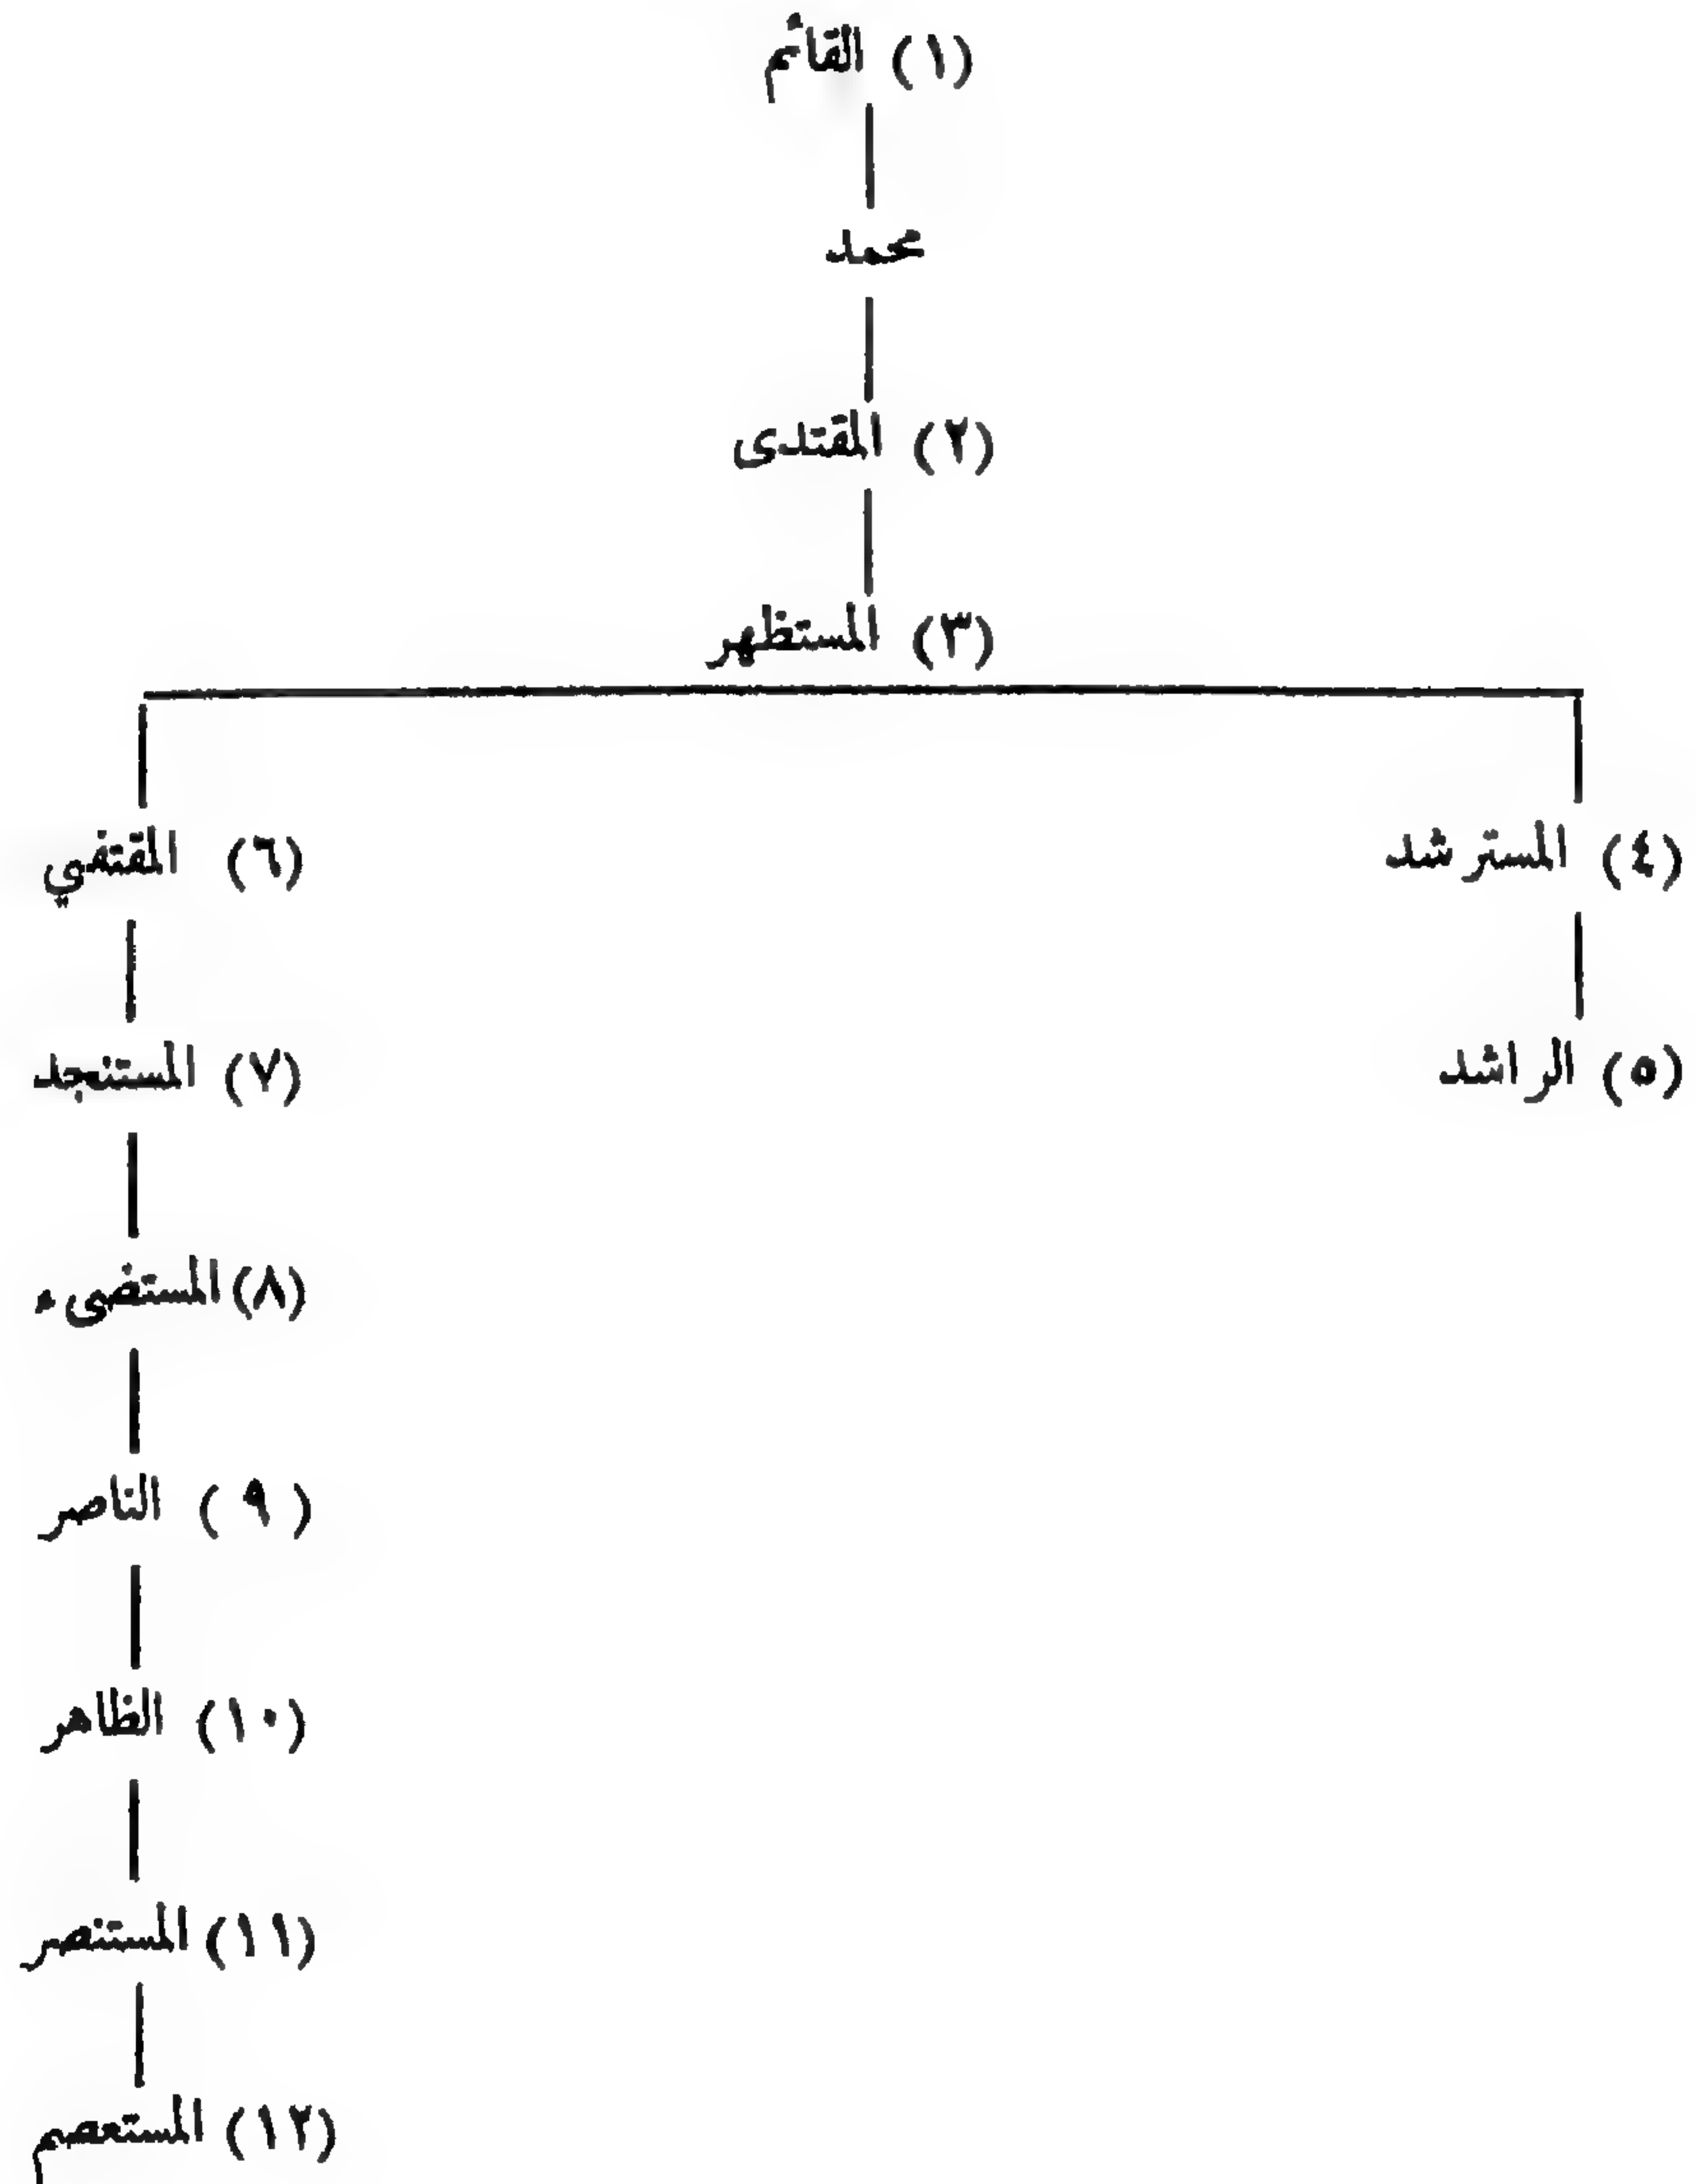 (١) القائم
محمد
(٢) المقتدى
(٣) المستظهر
(٤) المسترشد (٦) المقتفي
(٥) الراشد (٧) المستنجد
(٨) المستضىء
(٩) الناصر
(١٠) الظاهر
(١١) المستنصر
(١٢) المستعصم